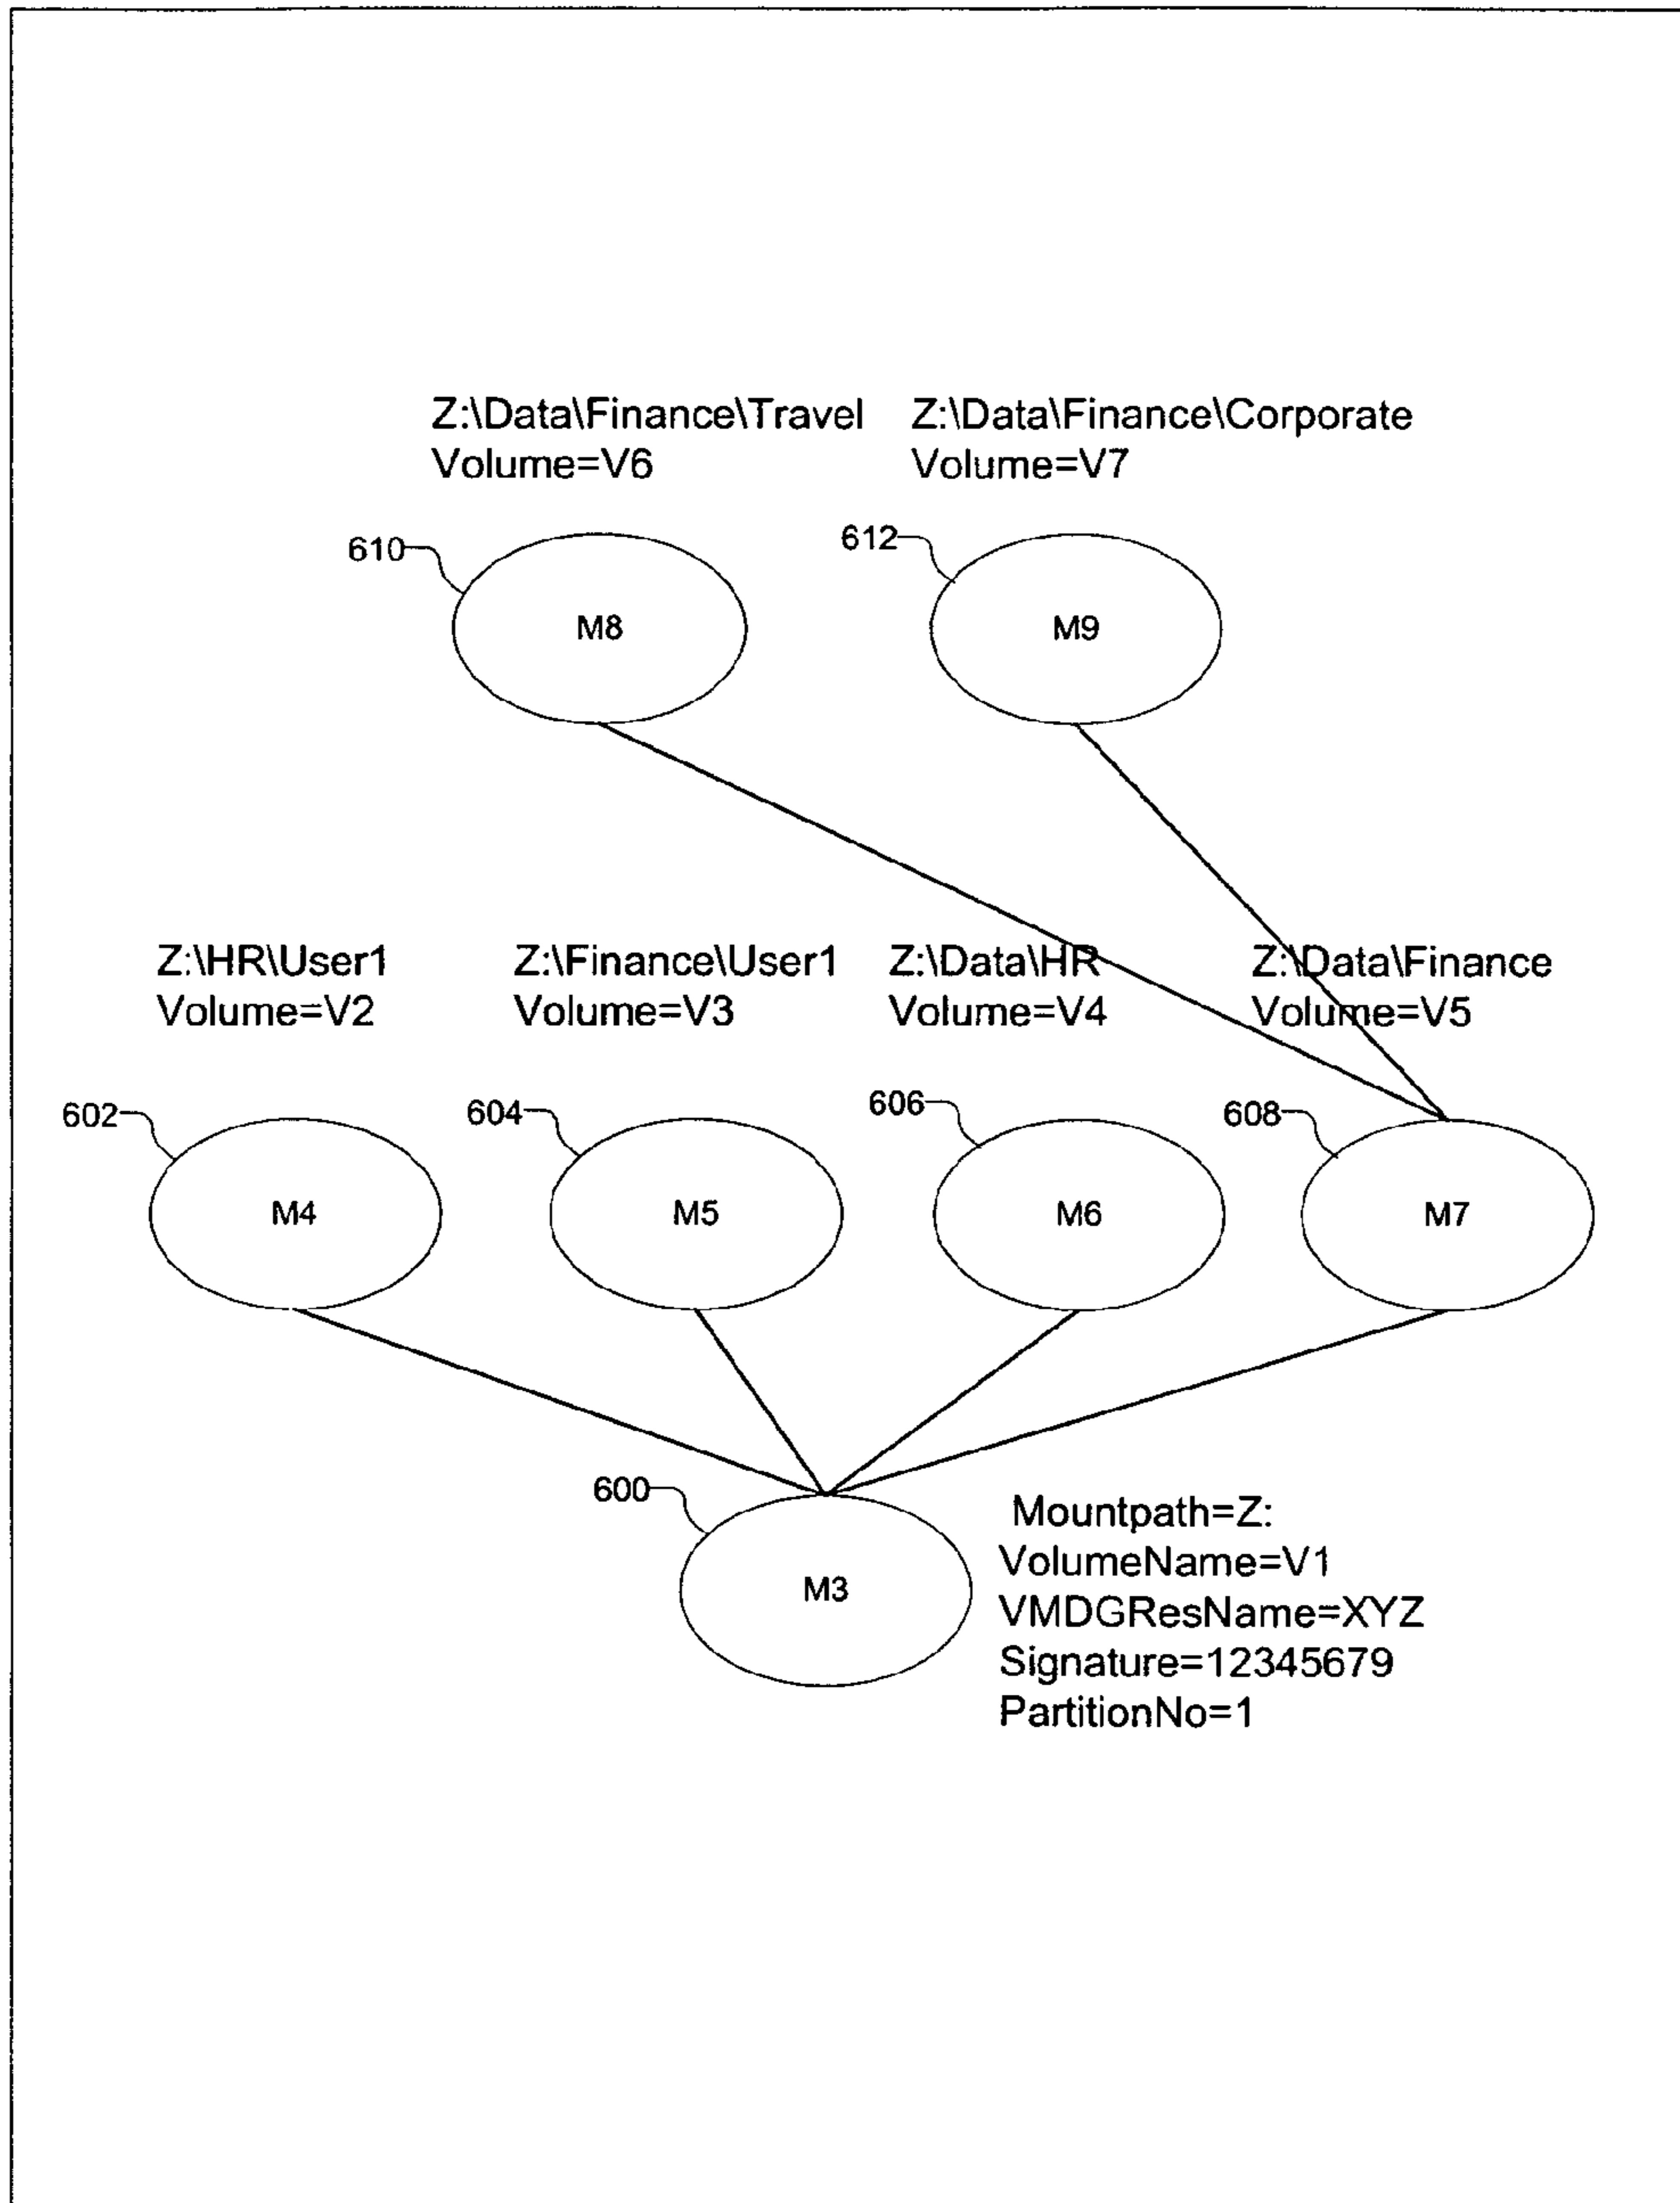 Z:\Data\Finance\Travel
Volume=V6
Z:\Data\Finance\Corporate
Volume=V7
610
612
M8
M9
Z:\HR\User1
Volume=V2
Z:\Finance\User1
Volume=V3
Z:\Data\HR
Volume=V4
Z:\Data\Finance
Volume=V5
602
604
606
608
M4
M5
M6
M7
600
M3
Mountpath=Z:
VolumeName=V1
VMDGResName=XYZ
Signature=12345679
PartitionNo=1